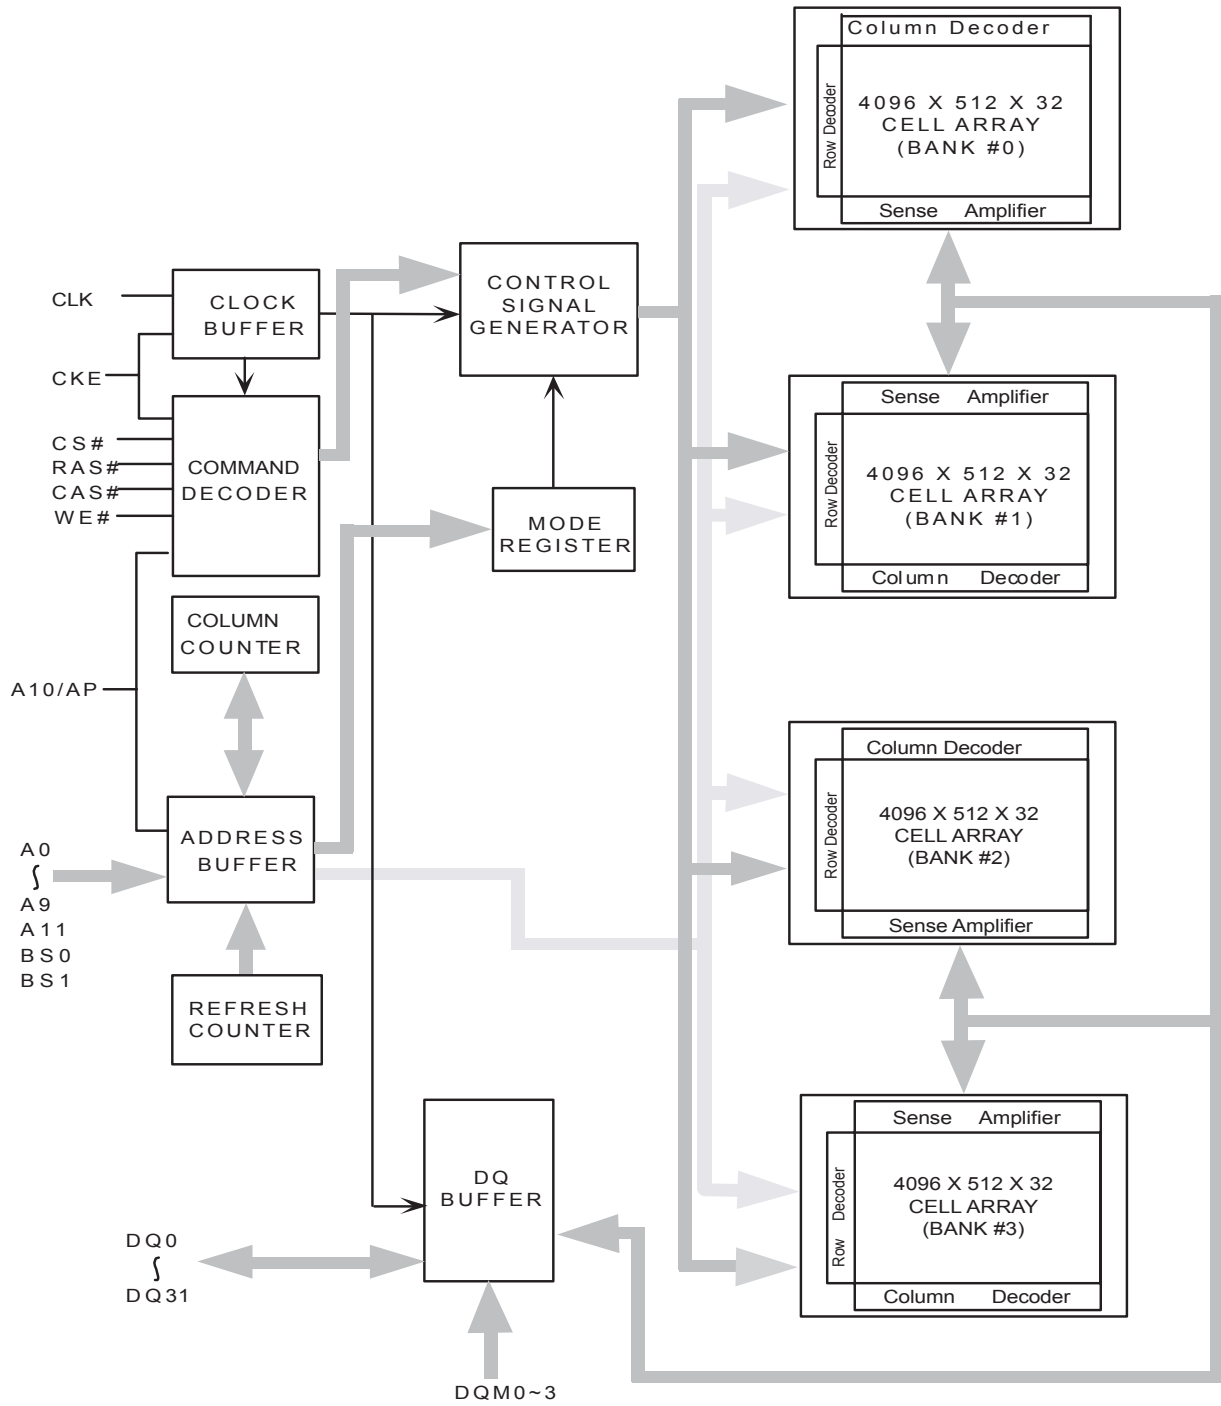 Column Decoder
Row Decoder
4096 X 512 X 32
CELL ARRAY
(BANK #0)
Sense Amplifier
CLK
CLOCK
BUFFER
CONTROL
SIGNAL
GENERATOR
CKE
CS#
RAS#
CAS#
WE#
COMMAND
DECODER
MODE
REGISTER
Sense Amplifier
Row Decoder
4096 X 512 X 32
CELL ARRAY
(BANK #1)
Column Decoder
COLUMN
COUNTER
A10/AP
A0
∫
A9
A11
BS0
BS1
ADDRESS
BUFFER
REFRESH
COUNTER
Column Decoder
Row Decoder
4096 X 512 X 32
CELL ARRAY
(BANK #2)
Sense Amplifier
DQ
BUFFER
DQ0
∫
DQ31
DQM0~3
Sense Amplifier
Row Decoder
4096 X 512 X 32
CELL ARRAY
(BANK #3)
Column Decoder